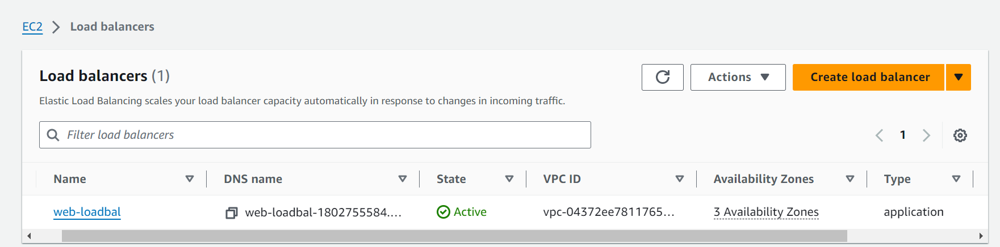 EC2 Load balancers
Load balancers (1)
Actions
Create load balancer
Elastic Load Balancing scales your load balancer capacity automatically in response to changes in incoming traffic.
Filter load balancers
1
Name DNS name State VPC ID Availability Zones Type
web-loadbal web-loadbal-1802755584.... Active vpc-04372ee7811765... 3 Availability Zones application